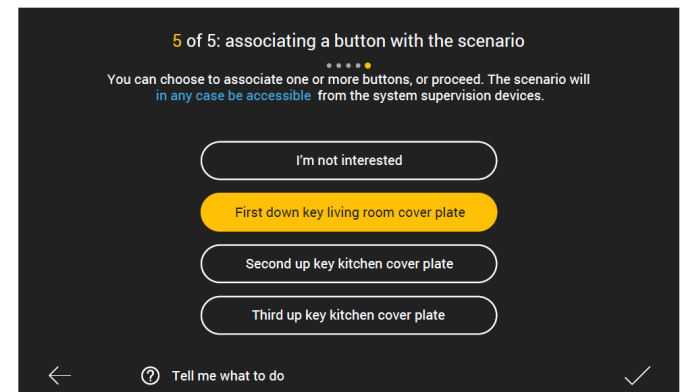 5 of 5: associating a button with the scenario
You can choose to associate one or more buttons, or proceed. The scenario will
in any case be accessible from the system supervision devices.
I'm not interested
First down key living room cover plate
Second up key kitchen cover plate
Third up key kitchen cover plate
? Tell me what to do